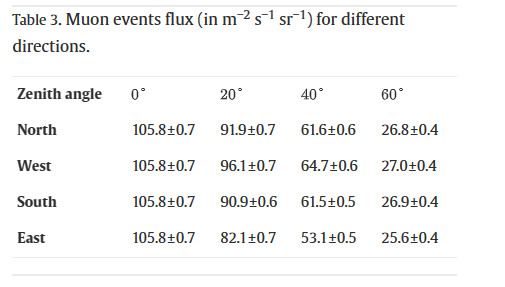 Table 3. Muon events flux (in m⁻² s⁻¹ sr⁻¹) for different
directions.
Zenith angle 0° 20° 40° 60°
North 105.8±0.7 91.9±0.7 61.6±0.6 26.8±0.4
West 105.8±0.7 96.1±0.7 64.7±0.6 27.0±0.4
South 105.8±0.7 90.9±0.6 61.5±0.5 26.9±0.4
East 105.8±0.7 82.1±0.7 53.1±0.5 25.6±0.4